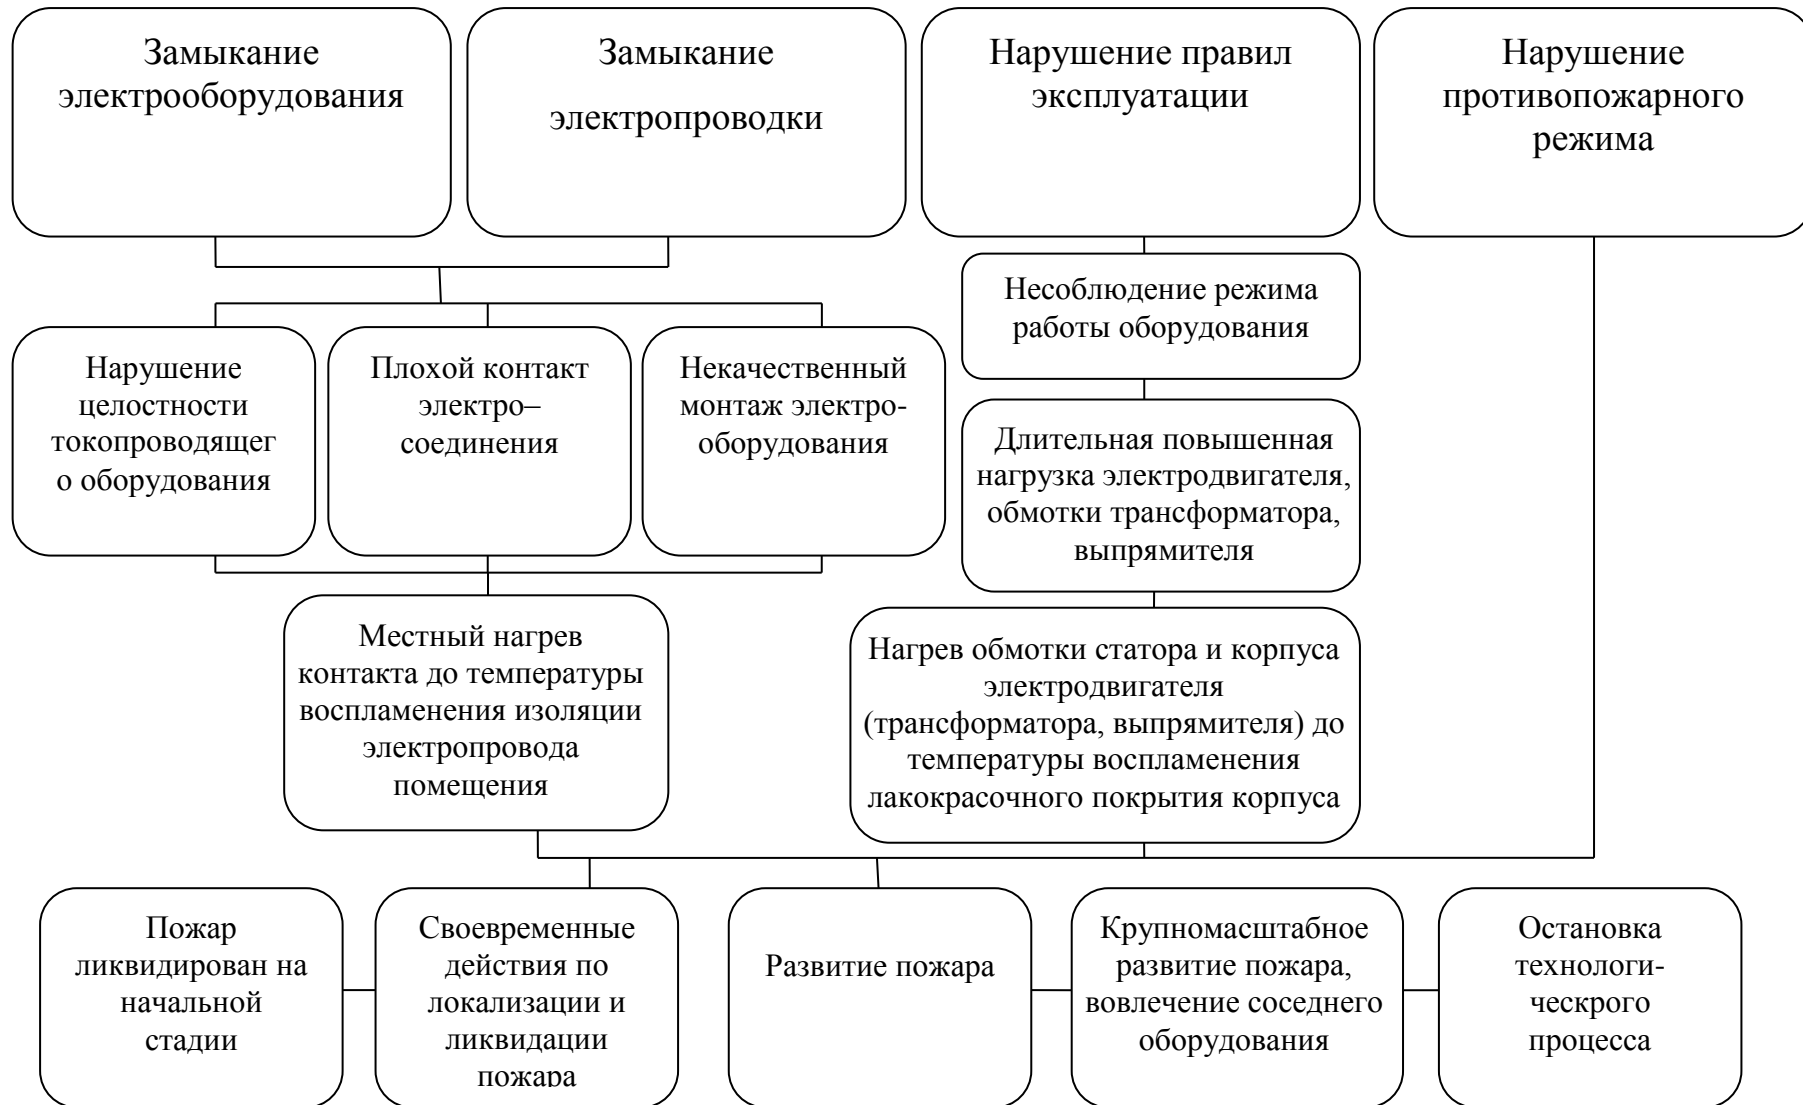 Замыкание
электрооборудования
Замыкание
электропроводки
Нарушение правил
эксплуатации
Нарушение
противопожарного
режима
Несоблюдение режима
работы оборудования
Нарушение
целостности
токопроводящег
о оборудования
Плохой контакт
электро–
соединения
Некачественный
монтаж электро-
оборудования
Длительная повышенная
нагрузка электродвигателя,
обмотки трансформатора,
выпрямителя
Местный нагрев
контакта до температуры
воспламенения изоляции
электропровода
помещения
Нагрев обмотки статора и корпуса
электродвигателя
(трансформатора, выпрямителя) до
температуры воспламенения
лакокрасочного покрытия корпуса
Пожар
ликвидирован на
начальной
стадии
Своевременные
действия по
локализации и
ликвидации
пожара
Развитие пожара
Крупномасштабное
развитие пожара,
вовлечение соседнего
оборудования
Остановка
технологи-
ческрого
процесса